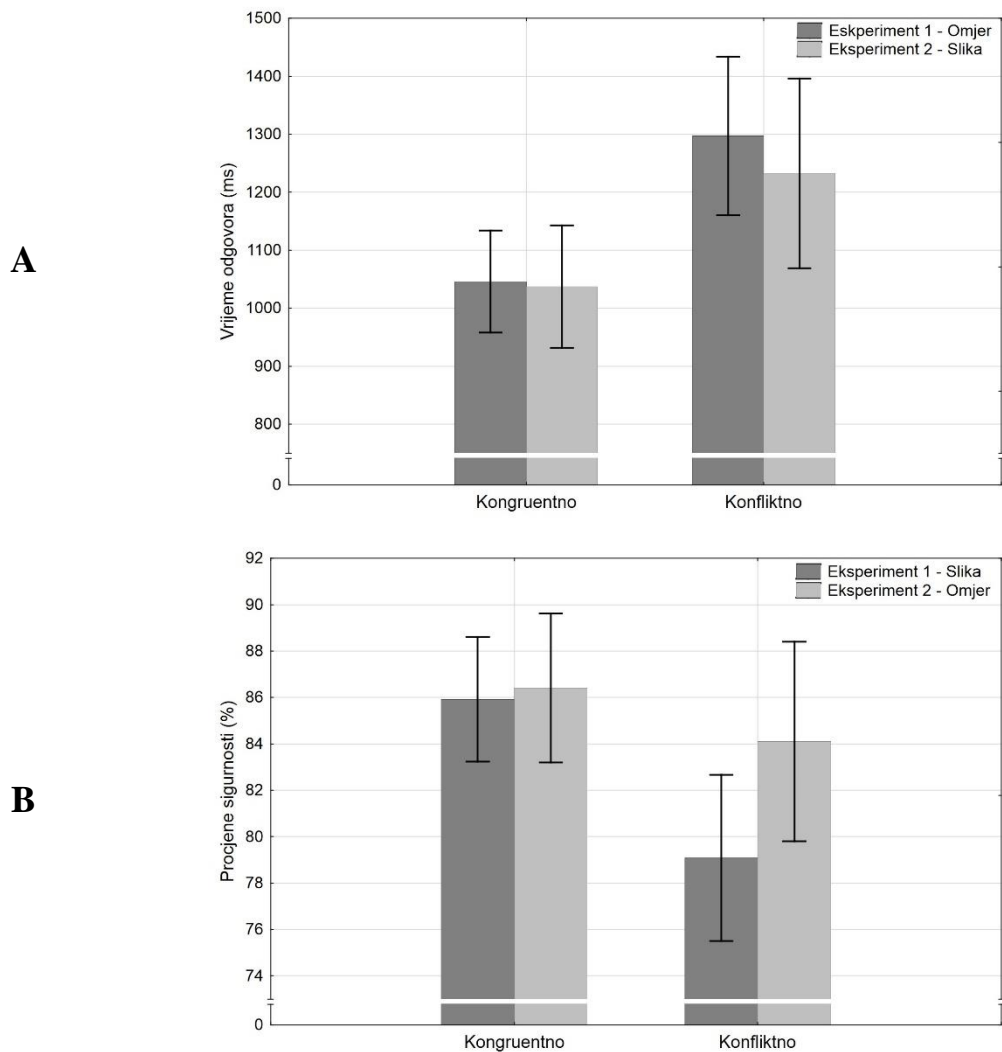 A
1500
1400
1300
1200
1100
1000
900
800
0
Vrijeme odgovora (ms)
Eskperiment 1 - Omjer
Eksperiment 2 - Slika
Kongruentno
Konfliktno
B
92
90
88
86
84
82
80
78
76
74
0
Procjene sigurnosti (%)
Eksperiment 1 - Slika
Eksperiment 2 - Omjer
Kongruentno
Konfliktno